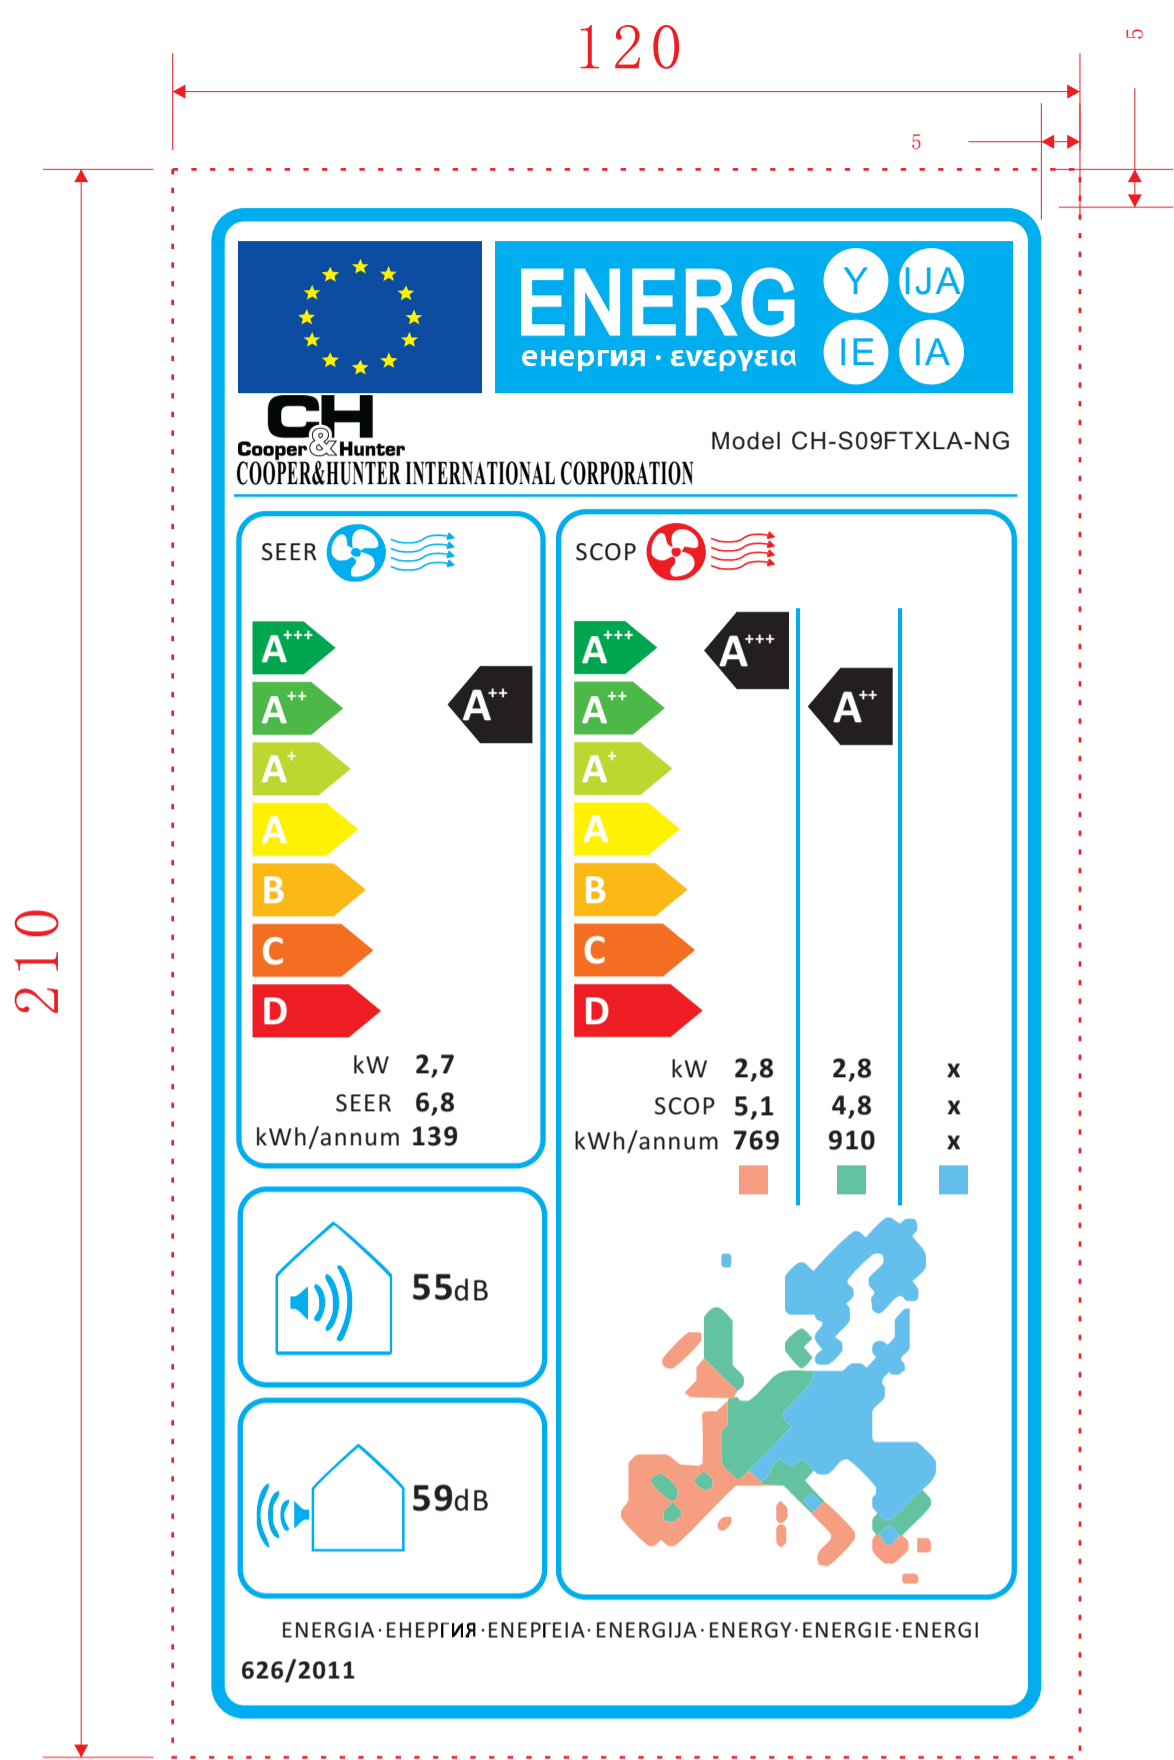 120
5
5
210
ENERG
енергия · ενεργεια
Y IJA
IE IA
CH
Cooper & Hunter
Model CH-S09FTXLA-NG
COOPER&HUNTER INTERNATIONAL CORPORATION
SEER
A+++
A++
A+
A
B
C
D
A++
kW 2,7
SEER 6,8
kWh/annum 139
SCOP
A+++
A++
A+
A
B
C
D
A+++
A++
kW 2,8 2,8 x
SCOP 5,1 4,8 x
kWh/annum 769 910 x
55dB
59dB
ENERGIA·ЕНЕРГИЯ·ΕΝΕΡΓΕΙΑ·ENERGIJA·ENERGY·ENERGIE·ENERGI
626/2011